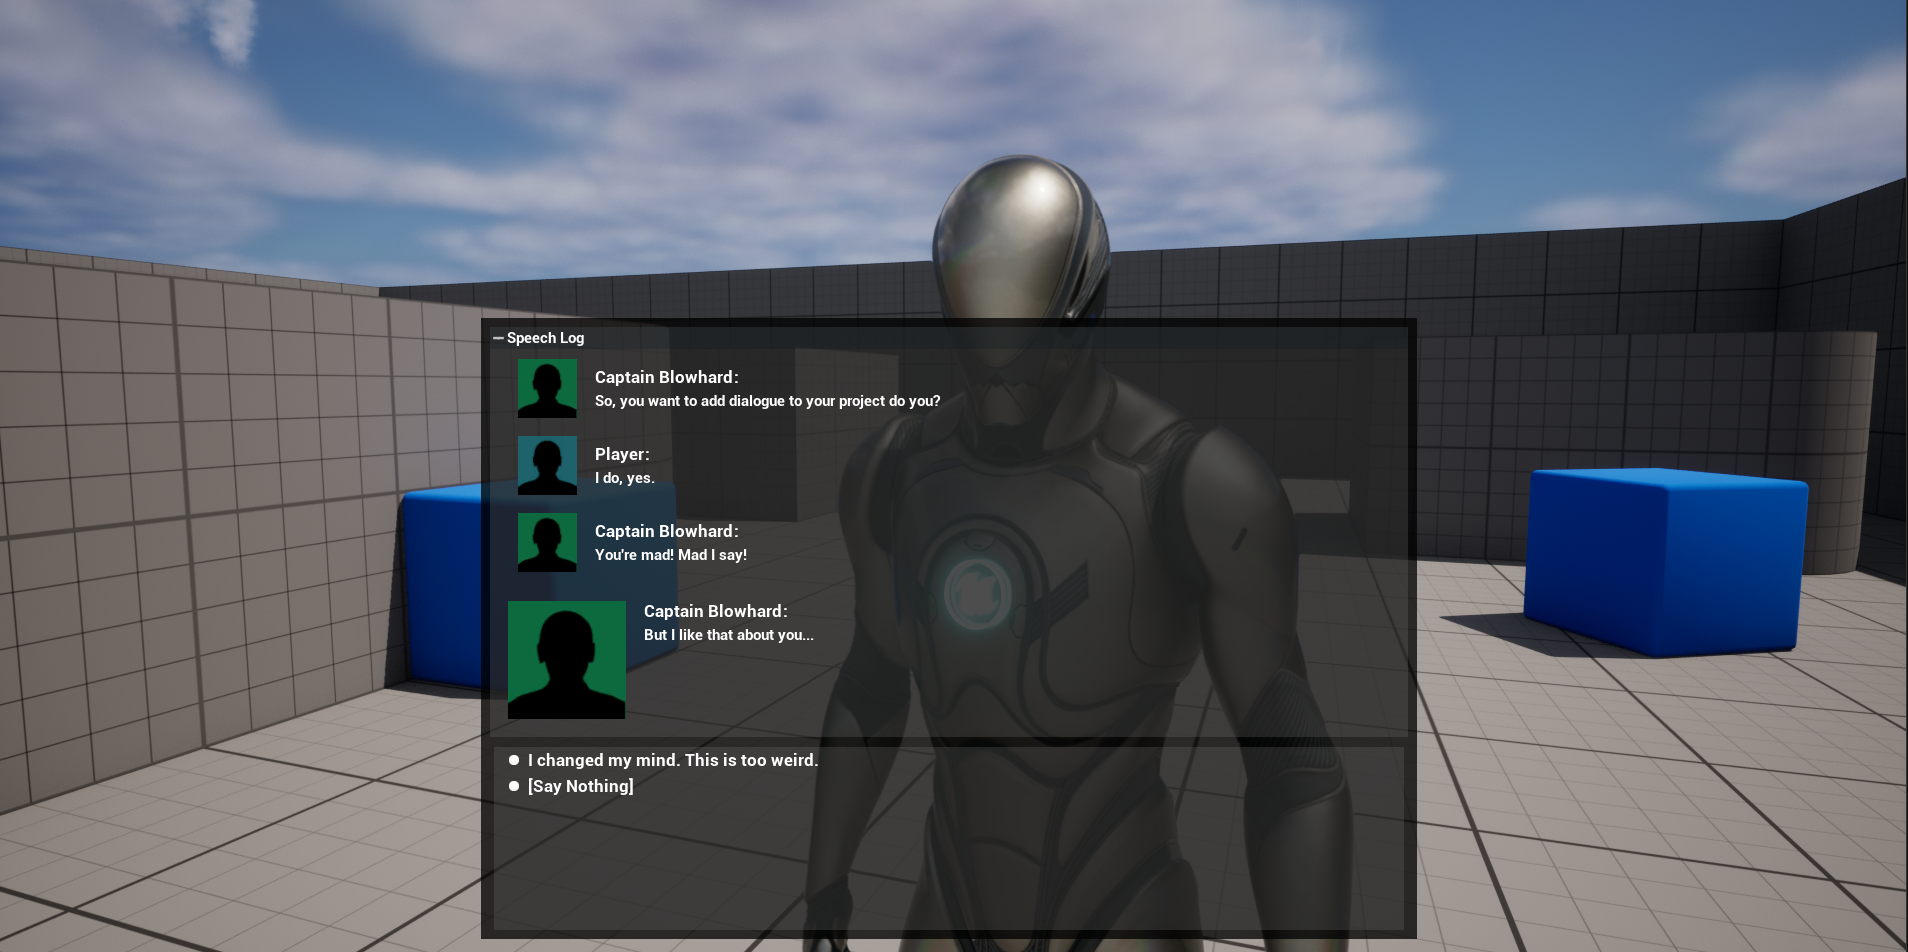 Speech Log
Captain Blowhard:
So, you want to add dialogue to your project do you?
Player:
I do, yes.
Captain Blowhard:
You're mad! Mad I say!
Captain Blowhard:
But I like that about you...
I changed my mind. This is too weird.
[Say Nothing]